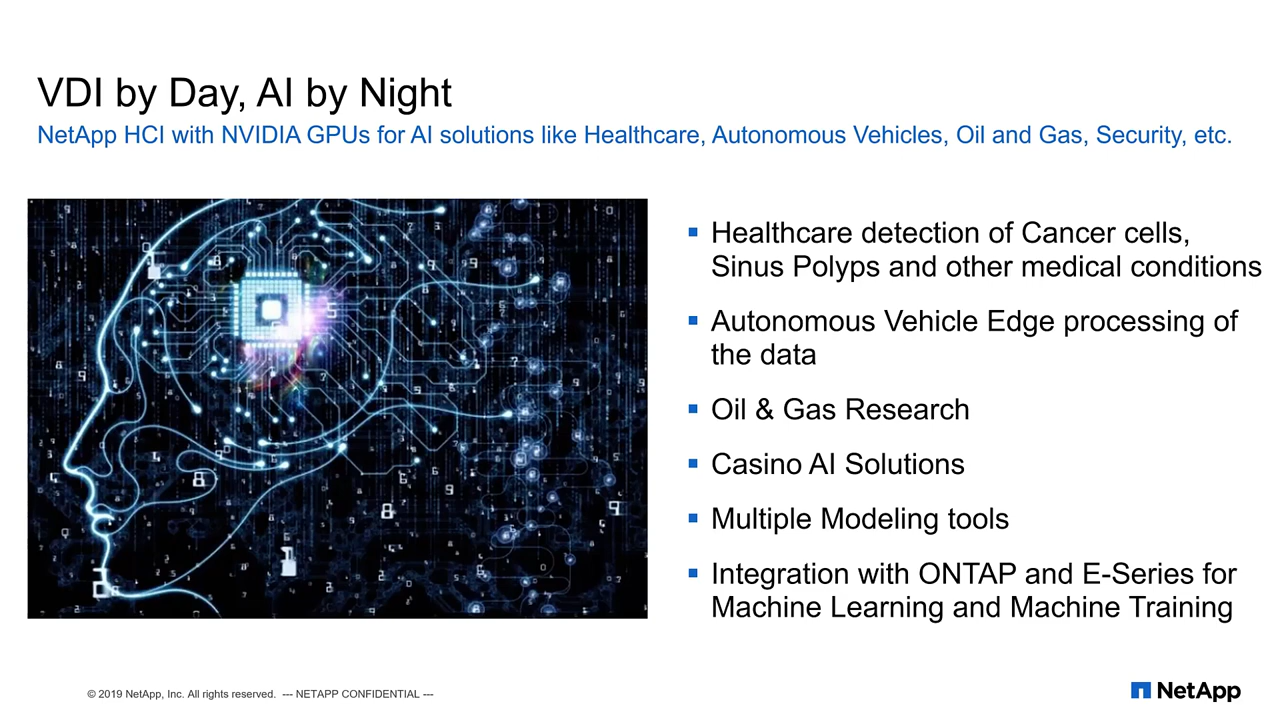 VDI by Day, AI by Night
NetApp HCI with NVIDIA GPUs for AI solutions like Healthcare, Autonomous Vehicles, Oil and Gas, Security, etc.
Healthcare detection of Cancer cells,
Sinus Polyps and other medical conditions
Autonomous Vehicle Edge processing of
the data
Oil & Gas Research
Casino AI Solutions
Multiple Modeling tools
Integration with ONTAP and E-Series for
Machine Learning and Machine Training
© 2019 NetApp, Inc. All rights reserved. --- NETAPP CONFIDENTIAL ---
NetApp